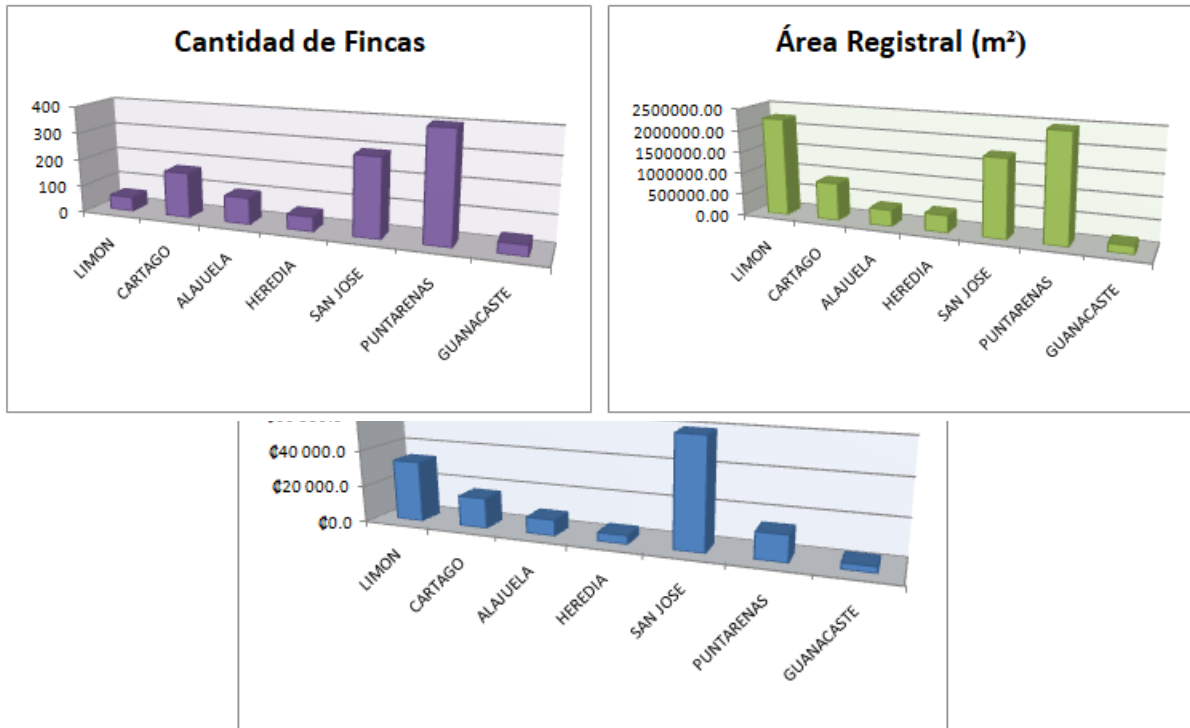 Cantidad de Fincas
400
300
200
100
0
LIMON
CARTAGO
ALAJUELA
HEREDIA
SAN JOSE
PUNTARENAS
GUANACASTE
Área Registral (m²)
2500000.00
2000000.00
1500000.00
1000000.00
500000.00
0.00
LIMON
CARTAGO
ALAJUELA
HEREDIA
SAN JOSE
PUNTARENAS
GUANACASTE
₡40 000.0
₡20 000.0
₡0.0
LIMON
CARTAGO
ALAJUELA
HEREDIA
SAN JOSE
PUNTARENAS
GUANACASTE